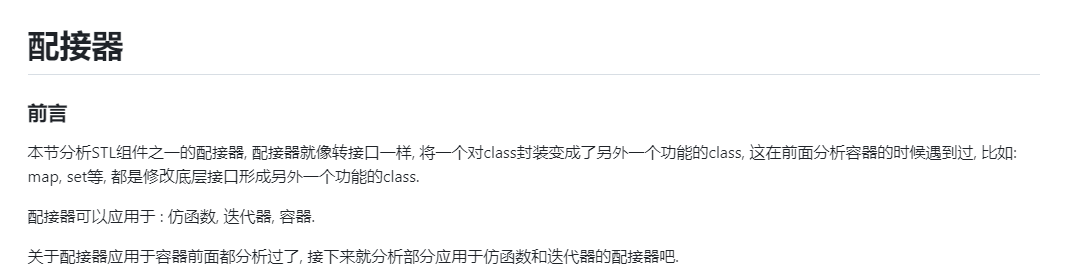 配接器
前言
本节分析STL组件之一的配接器, 配接器就像转接口一样, 将一个对class封装变成了另外一个功能的class, 这在前面分析容器的时候遇到过, 比如:
map, set等, 都是修改底层接口形成另外一个功能的class.
配接器可以应用于 : 仿函数, 迭代器, 容器.
关于配接器应用于容器前面都分析过了, 接下来就分析部分应用于仿函数和迭代器的配接器吧.